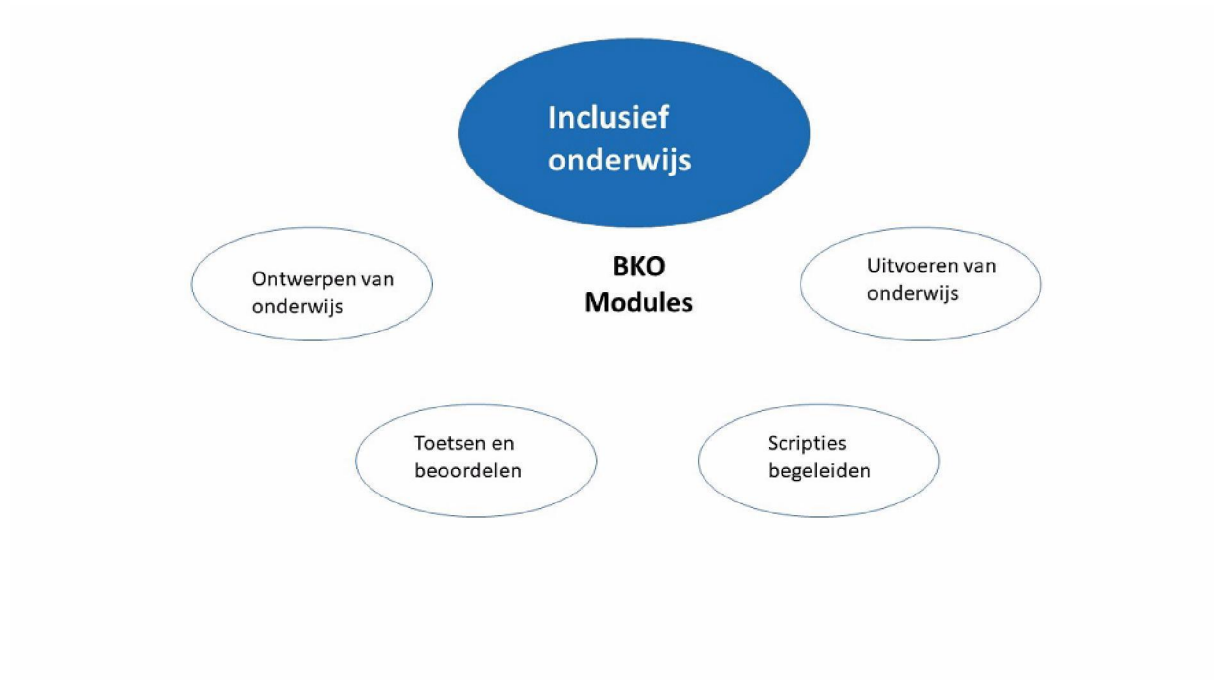 Inclusief
onderwijs
BKO
Modules
Ontwerpen van
onderwijs
Uitvoeren van
onderwijs
Toetsen en
beoordelen
Scripties
begeleiden